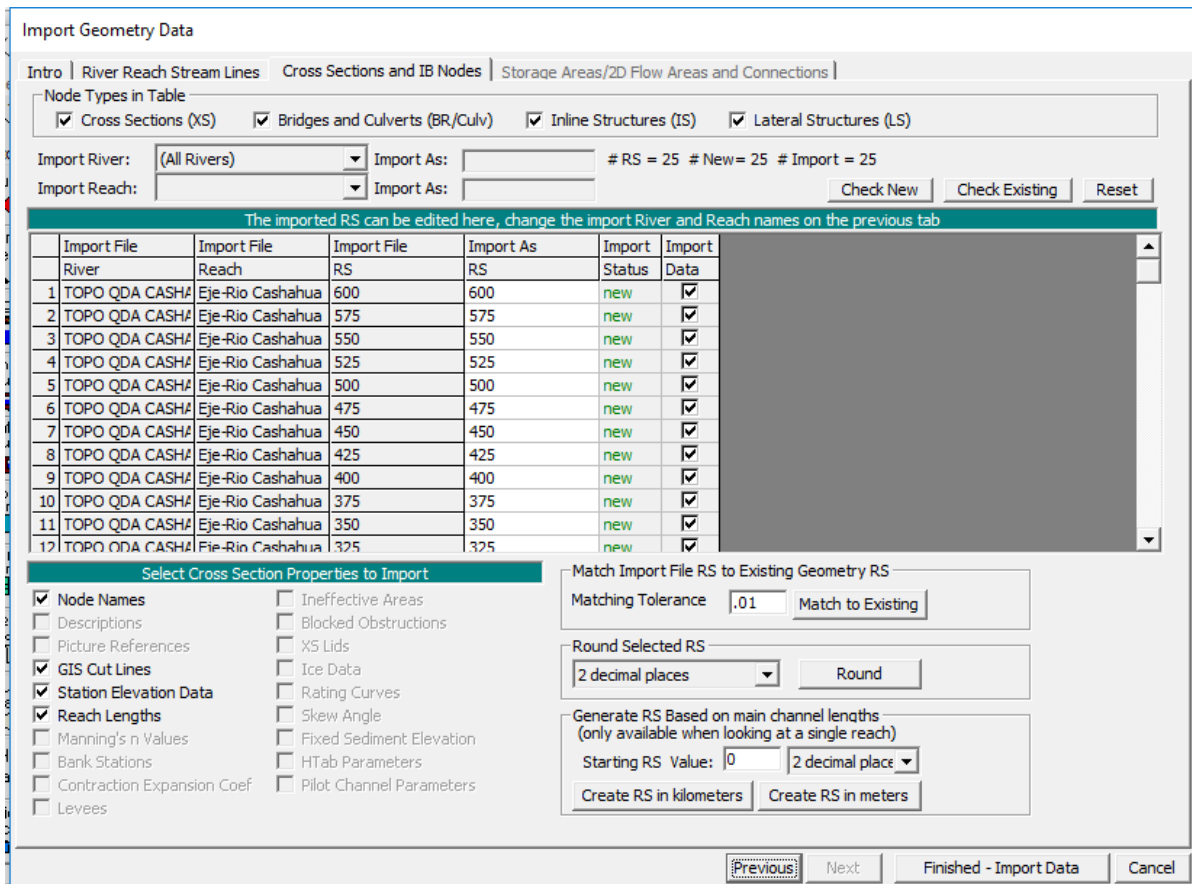 Import Geometry Data
Intro River Reach Stream Lines Cross Sections and IB Nodes Storage Areas/2D Flow Areas and Connections
Node Types in Table
Cross Sections (XS) Bridges and Culverts (BR/Culv) Inline Structures (IS) Lateral Structures (LS)
Import River: (All Rivers) Import As: # RS = 25 # New= 25 # Import = 25
Import Reach: Import As: Check New Check Existing Reset
The imported RS can be edited here, change the import River and Reach names on the previous tab
Import File Import File Import File Import As Import Import
River Reach RS RS Status Data
1 TOPO QDA CASHA Eje-Rio Cashahua 600 600 new
2 TOPO QDA CASHA Eje-Rio Cashahua 575 575 new
3 TOPO QDA CASHA Eje-Rio Cashahua 550 550 new
4 TOPO QDA CASHA Eje-Rio Cashahua 525 525 new
5 TOPO QDA CASHA Eje-Rio Cashahua 500 500 new
6 TOPO QDA CASHA Eje-Rio Cashahua 475 475 new
7 TOPO QDA CASHA Eje-Rio Cashahua 450 450 new
8 TOPO QDA CASHA Eje-Rio Cashahua 425 425 new
9 TOPO QDA CASHA Eje-Rio Cashahua 400 400 new
10 TOPO QDA CASHA Eje-Rio Cashahua 375 375 new
11 TOPO QDA CASHA Eje-Rio Cashahua 350 350 new
12 TOPO QDA CASHA Eje-Rio Cashahua 325 325 new
Select Cross Section Properties to Import
Node Names Ineffective Areas
Descriptions Blocked Obstructions
Picture References XS Lids
GIS Cut Lines Ice Data
Station Elevation Data Rating Curves
Reach Lengths Skew Angle
Manning's n Values Fixed Sediment Elevation
Bank Stations HTab Parameters
Contraction Expansion Coef Pilot Channel Parameters
Levees
Match Import File RS to Existing Geometry RS
Matching Tolerance .01 Match to Existing
Round Selected RS
2 decimal places Round
Generate RS Based on main channel lengths
(only available when looking at a single reach)
Starting RS Value: 0 2 decimal place
Create RS in kilometers Create RS in meters
Previous Next Finished - Import Data Cancel